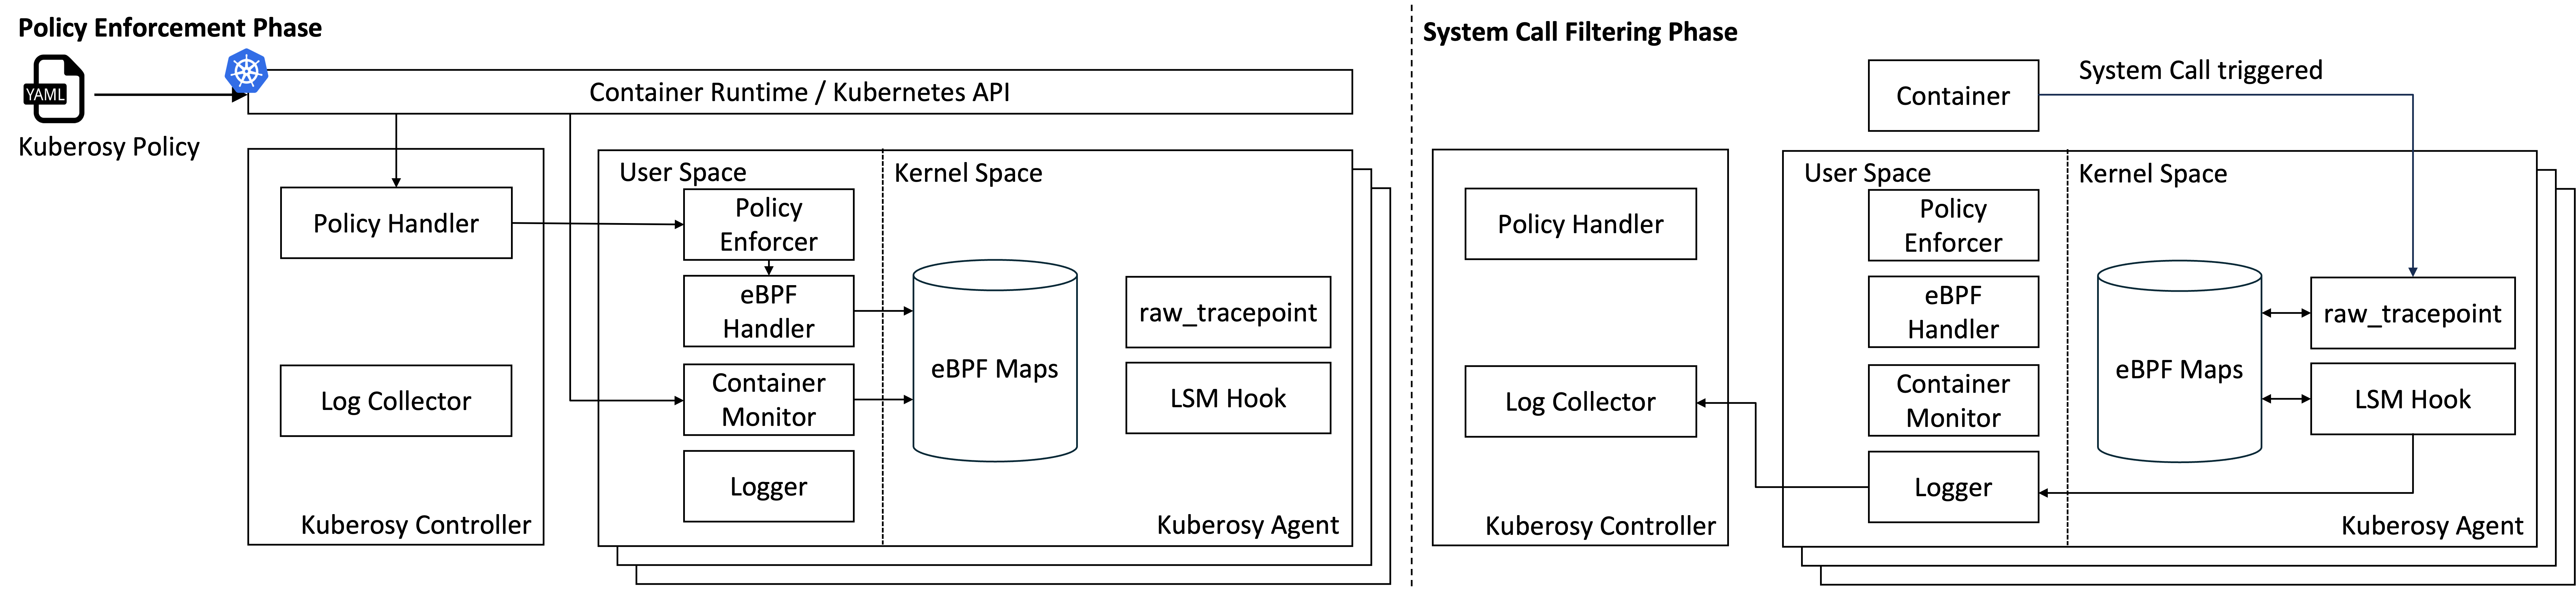 Policy Enforcement Phase
YAML
Kuberosy Policy
Container Runtime / Kubernetes API
Policy Handler
Log Collector
Kuberosy Controller
User Space
Kernel Space
Policy
Enforcer
eBPF
Handler
Container
Monitor
Logger
eBPF Maps
raw_tracepoint
LSM Hook
Kuberosy Agent
System Call Filtering Phase
Container
System Call triggered
Policy Handler
Log Collector
Kuberosy Controller
User Space
Kernel Space
Policy
Enforcer
eBPF
Handler
Container
Monitor
Logger
eBPF Maps
raw_tracepoint
LSM Hook
Kuberosy Agent